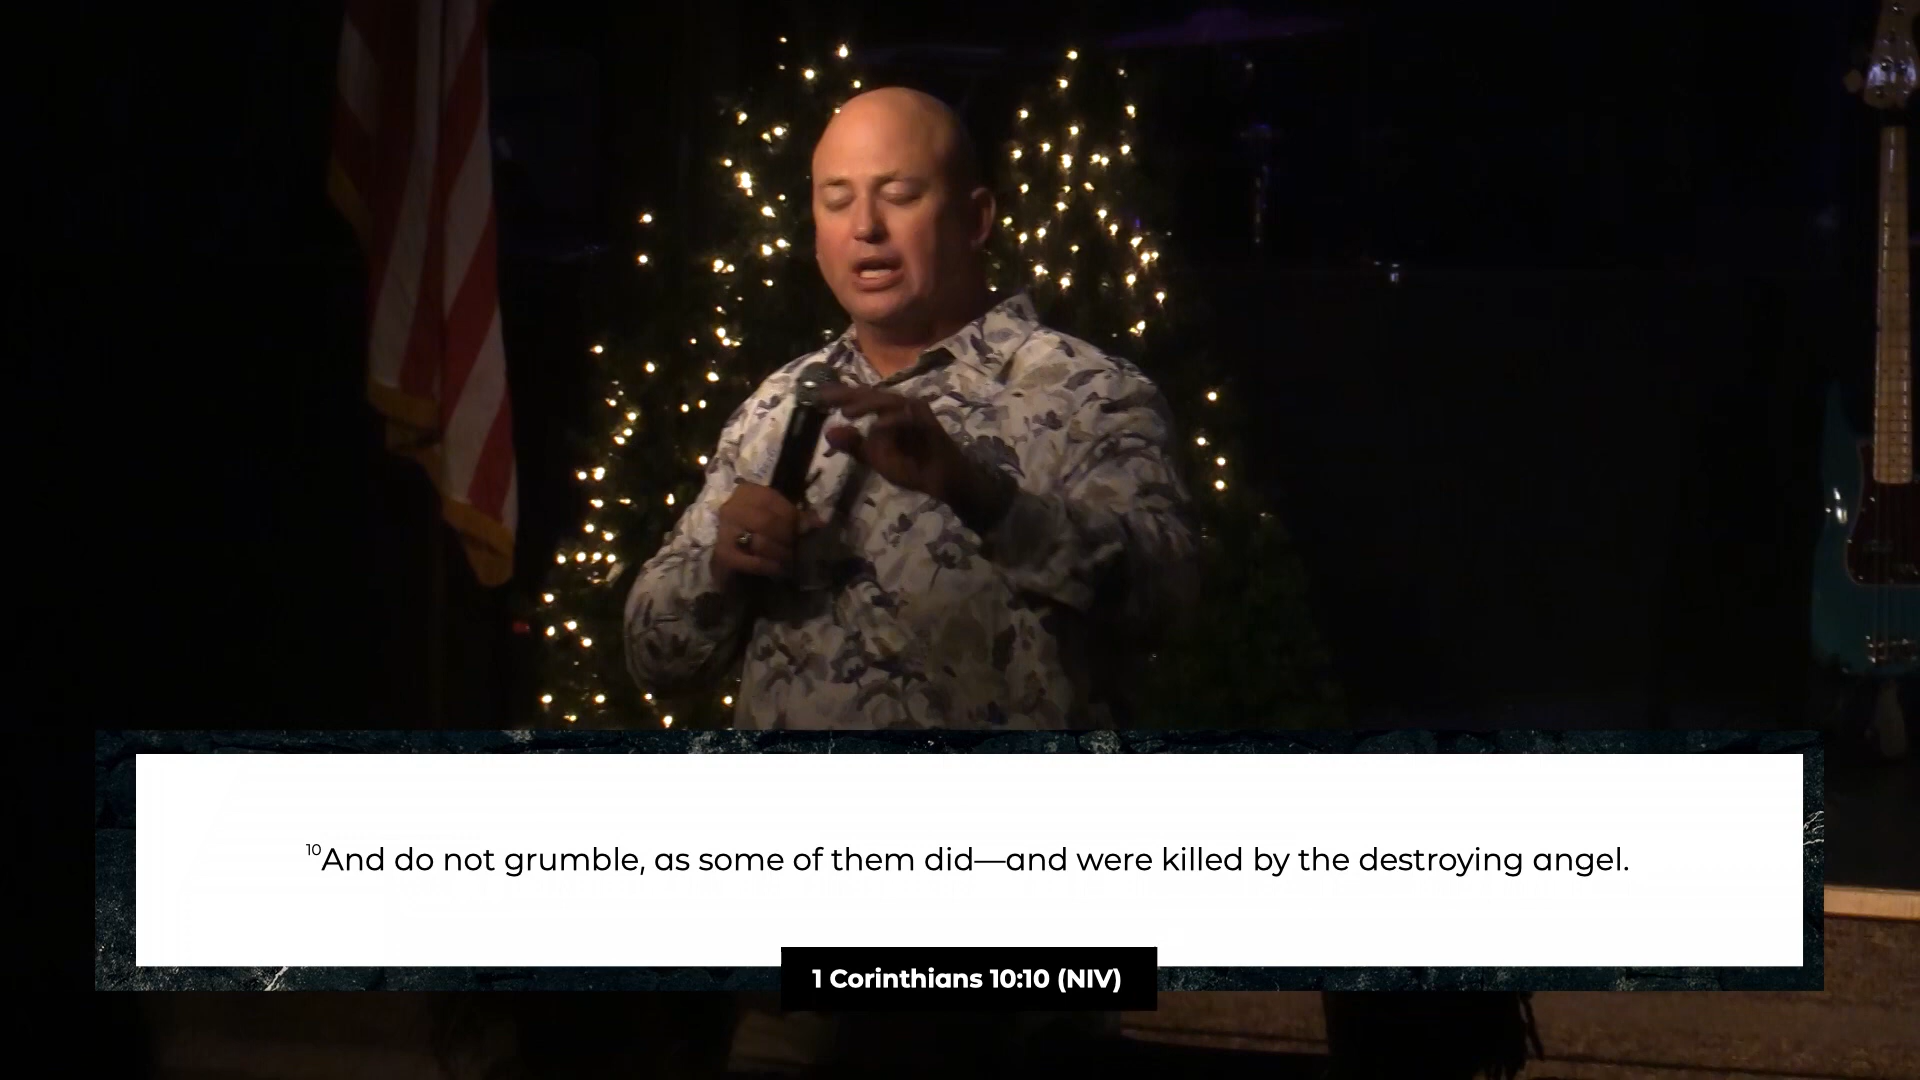 ¹⁰And do not grumble, as some of them did—and were killed by the destroying angel.
1 Corinthians 10:10 (NIV)